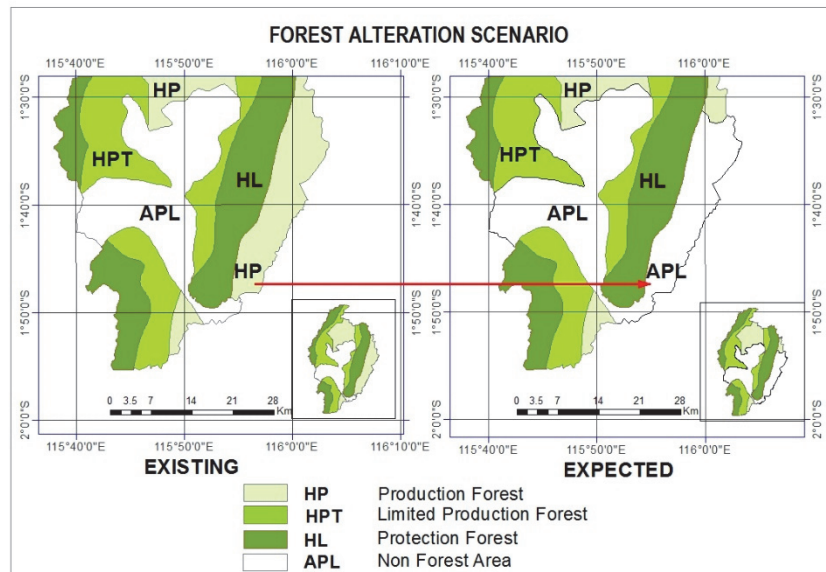 FOREST ALTERATION SCENARIO
115°40'0"E 115°50'0"E 116°0'0"E 116°10'0"E
115°40'0"E 115°50'0"E 116°0'0"E
1°30'0"S
1°40'0"S
1°50'0"S
2°0'0"S
HP
HPT
HL
APL
HP
1°30'0"S
1°40'0"S
1°50'0"S
2°0'0"S
1°30'0"S
1°40'0"S
1°50'0"S
2°0'0"S
HP
HPT
HL
APL
APL
1°30'0"S
1°40'0"S
1°50'0"S
2°0'0"S
0 3.5 7 14 21 28
Km
0 3.5 7 14 21 28
Km
115°40'0"E 115°50'0"E 116°0'0"E 116°10'0"E
115°40'0"E 115°50'0"E 116°0'0"E
EXISTING
EXPECTED
HP Production Forest
HPT Limited Production Forest
HL Protection Forest
APL Non Forest Area